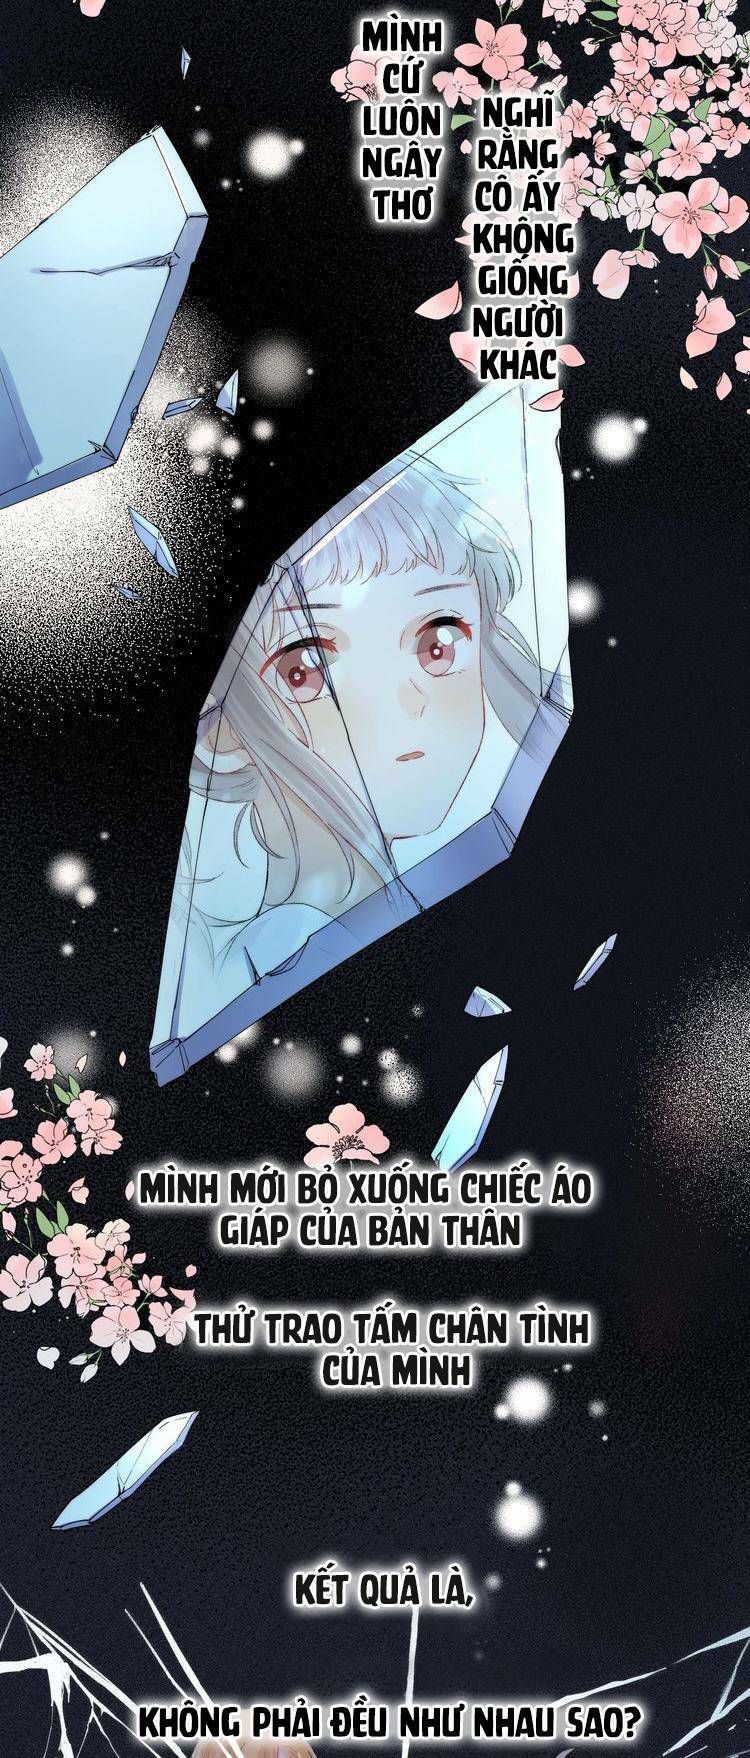 MÌNH
CỨ
LUÔN
NGÂY
THƠ
NGHĨ
RẰNG
CÔ ẤY
KHÔNG
GIỐNG
NGƯỜI
KHÁC
MÌNH MỚI BỎ XUỐNG CHIẾC ÁO
GIÁP CỦA BẢN THÂN
THỬ TRAO TẤM CHÂN TÌNH
CỦA MÌNH
KẾT QUẢ LÀ,
KHÔNG PHẢI ĐỀU NHƯ NHAU SAO?